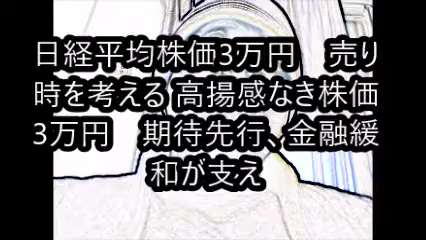 日経平均株価3万円　売り
時を考える 高揚感なき株価
3万円　期待先行、金融緩
和が支え